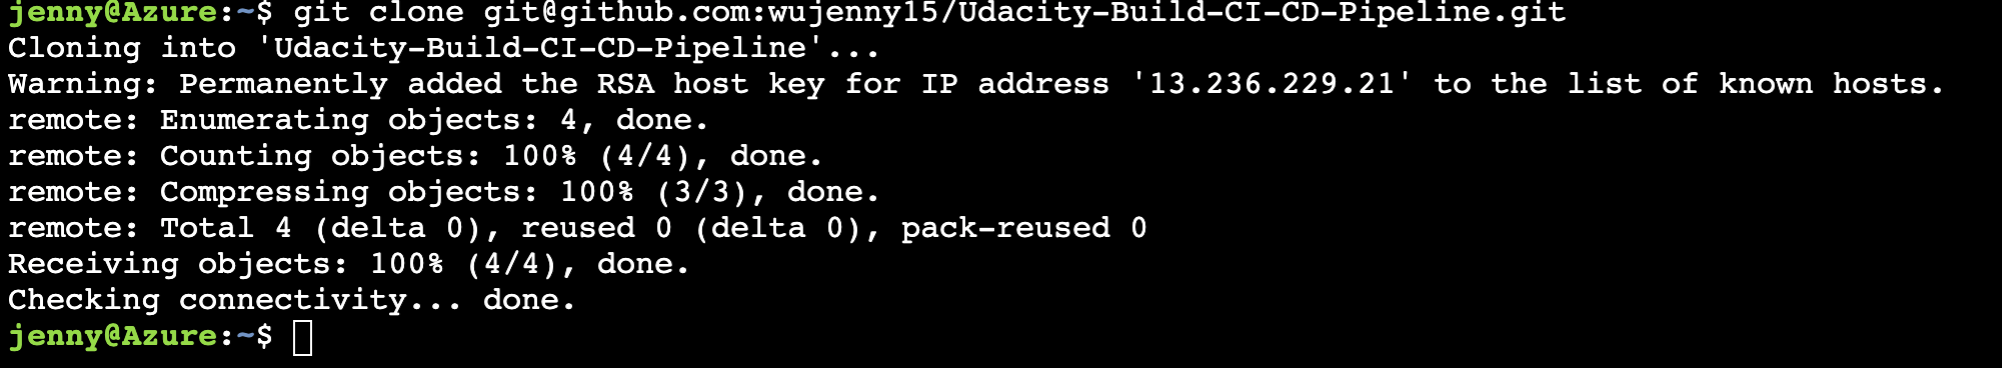 jenny@Azure:~$ git clone git@github.com:wujenny15/Udacity-Build-CI-CD-Pipeline.git
Cloning into 'Udacity-Build-CI-CD-Pipeline'...
Warning: Permanently added the RSA host key for IP address '13.236.229.21' to the list of known hosts.
remote: Enumerating objects: 4, done.
remote: Counting objects: 100% (4/4), done.
remote: Compressing objects: 100% (3/3), done.
remote: Total 4 (delta 0), reused 0 (delta 0), pack-reused 0
Receiving objects: 100% (4/4), done.
Checking connectivity... done.
jenny@Azure:~$